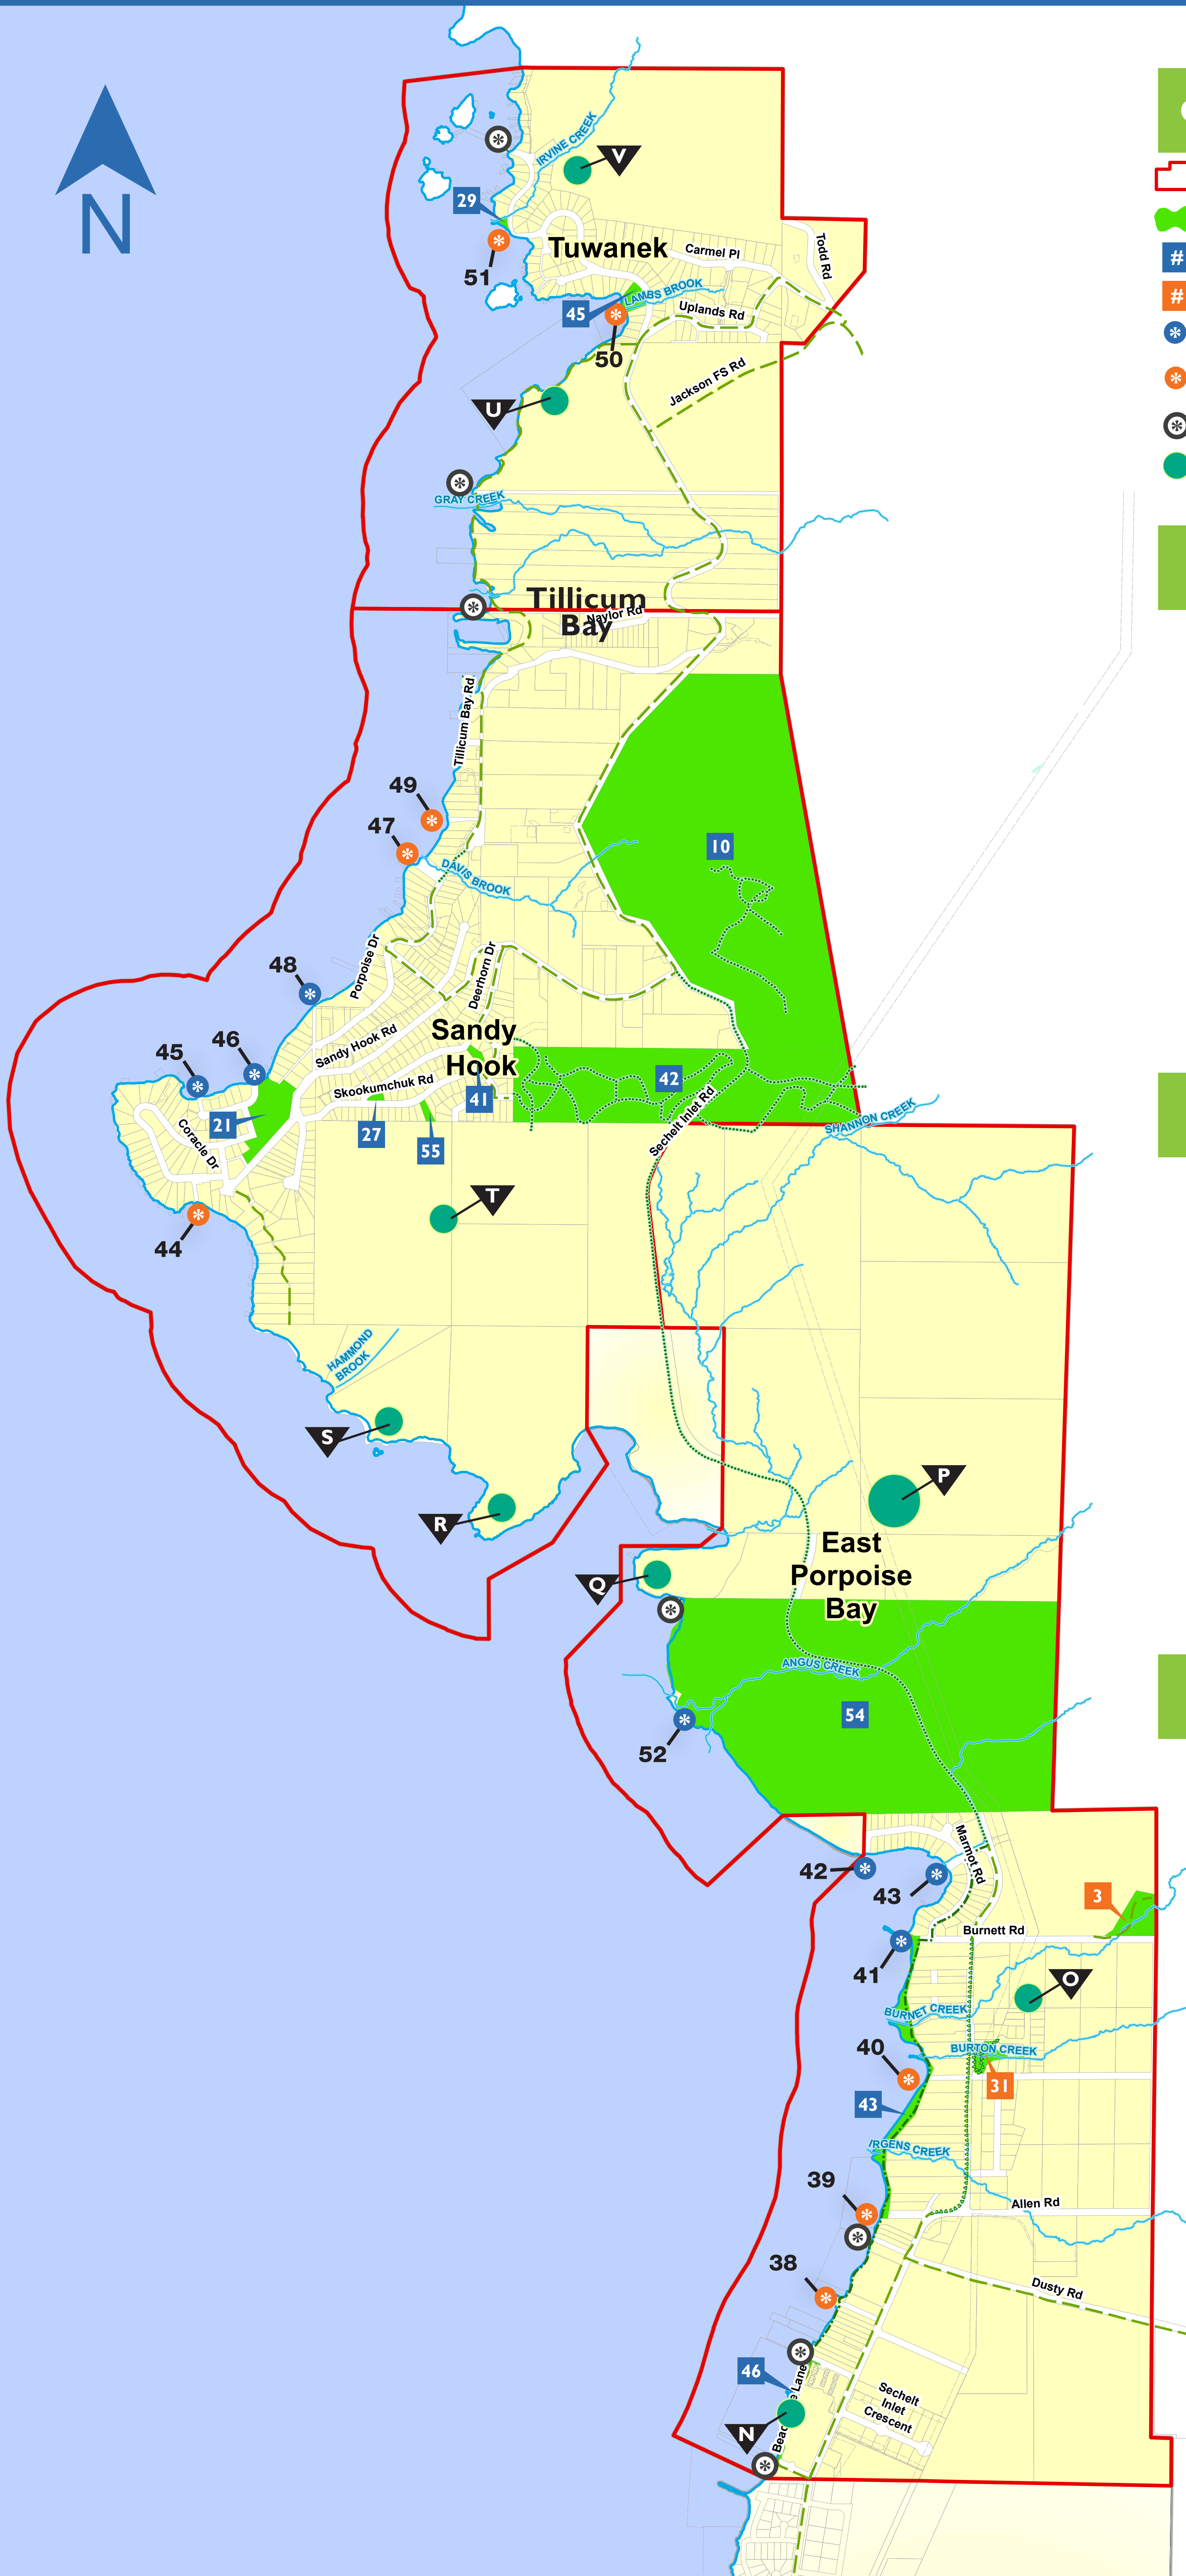 N
IRVINE CREEK
V
29
51
Tuwanek
Carmel Pl
Todd Rd
LAMBS BROOK
45
Uplands Rd
50
Jackson FS Rd
U
GRAY CREEK
Tillicum
Bay
Naylor Rd
Tillicum Bay Rd
49
47
10
DAVIS BROOK
Porpoise Dr
Deerhorn Dr
48
Sandy
Hook
Sandy Hook Rd
46
45
Skookumchuk Rd
42
41
21
27
55
Coracle Dr
Sechelt Inlet Rd
SHANNON CREEK
T
44
HAMMOND
BROOK
S
P
R
East
Porpoise
Bay
Q
ANGUS CREEK
54
52
Marmot Rd
42
43
3
Burnett Rd
41
O
BURNET CREEK
40
BURTON CREEK
31
43
IRGENS CREEK
39
Allen Rd
38
Dusty Rd
46
Lane
Sechelt
Inlet
Crescent
N
#
#